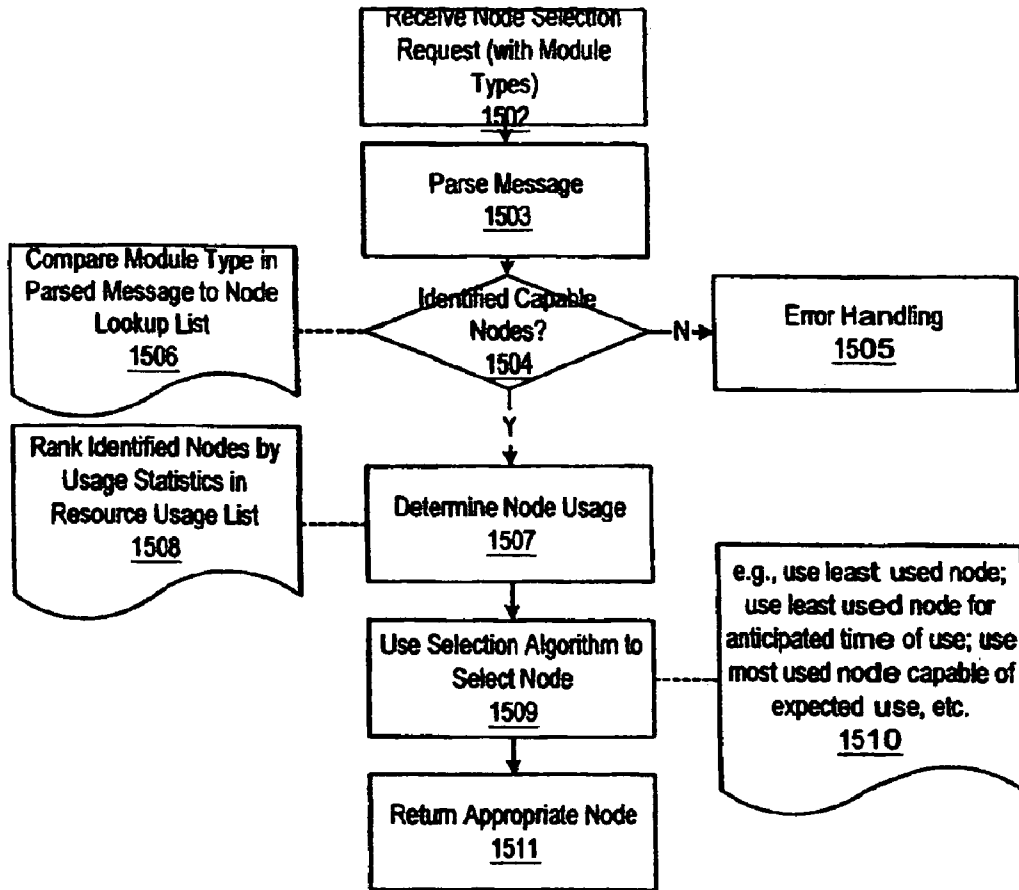 Receive Node Selection
Request (with Module
Types)
1502
Parse Message
1503
Compare Module Type in
Parsed Message to Node
Lookup List
1506
Identified Capable
Nodes?
1504
N
Error Handling
1505
Y
Rank Identified Nodes by
Usage Statistics in
Resource Usage List
1508
Determine Node Usage
1507
e.g., use least used node;
use least used node for
anticipated time of use; use
most used node capable of
expected use, etc.
1510
Use Selection Algorithm to
Select Node
1509
Return Appropriate Node
1511